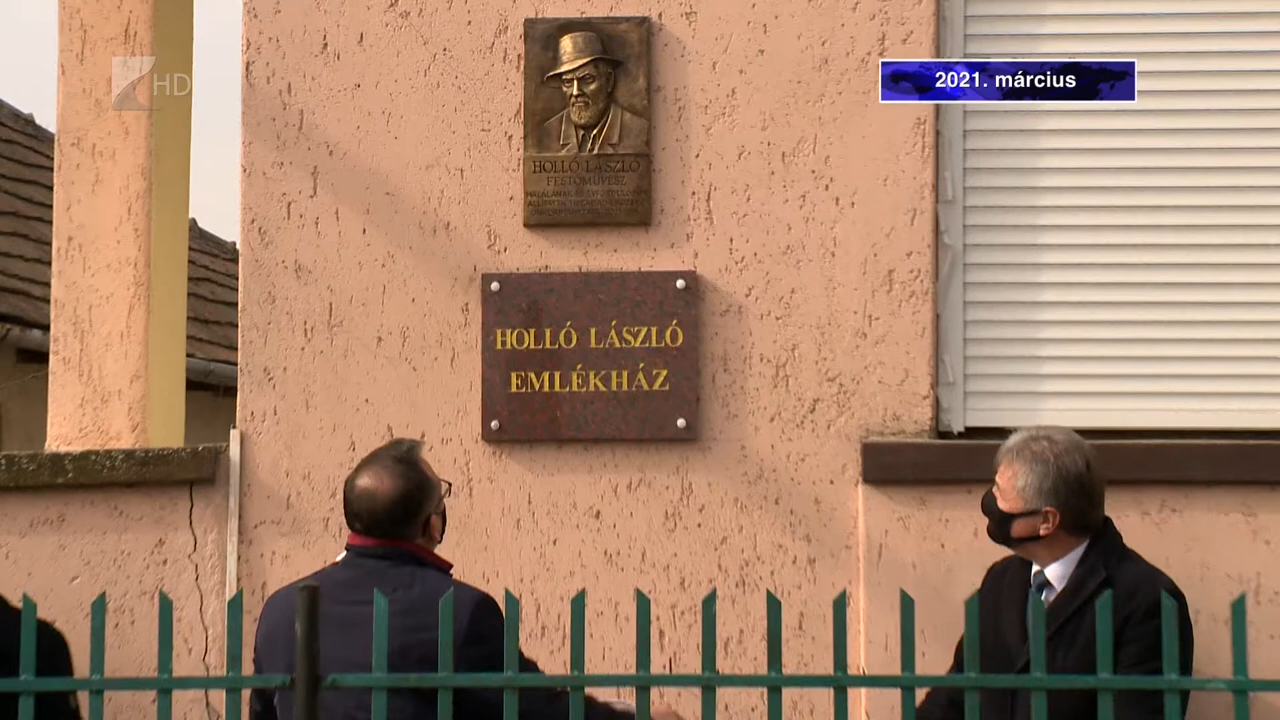 HD
2021. március
HOLLÓ LÁSZLÓ
FESTŐMŰVÉSZ
HOLLÓ LÁSZLÓ
EMLÉKHÁZ